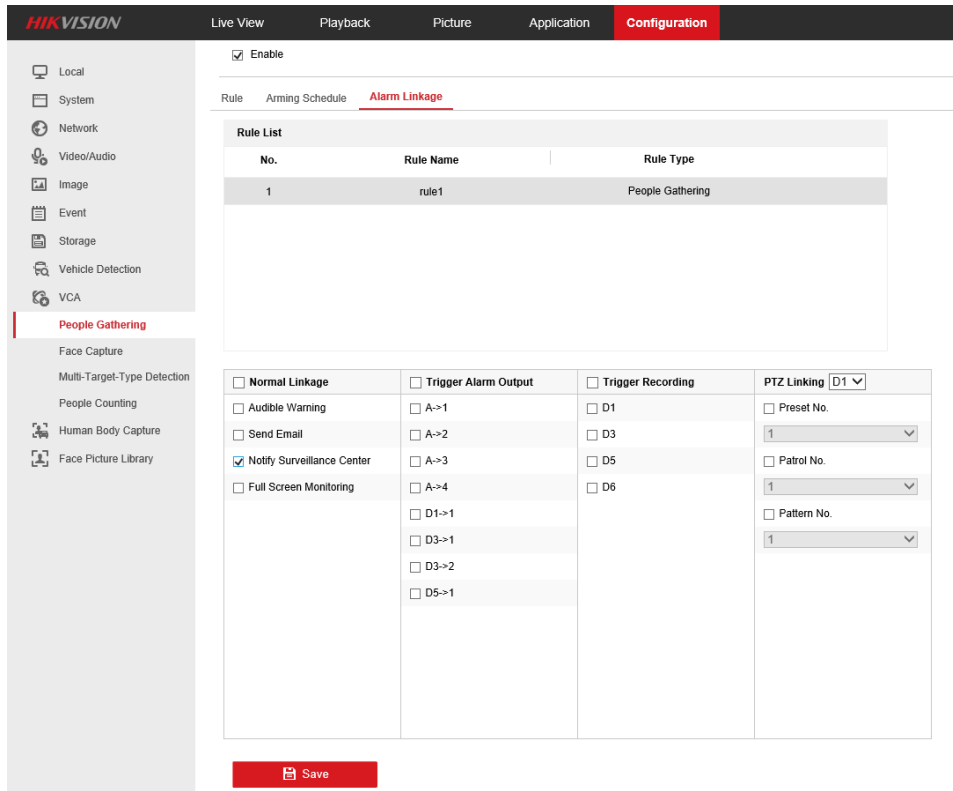 HIKVISION Live View Playback Picture Application Configuration
Enable
Local
System
Network
Video/Audio
Image
Event
Storage
Vehicle Detection
VCA
People Gathering
Face Capture
Multi-Target-Type Detection
People Counting
Human Body Capture
Face Picture Library
Rule Arming Schedule Alarm Linkage
Rule List
No. Rule Name Rule Type
1 rule1 People Gathering
Normal Linkage Trigger Alarm Output Trigger Recording PTZ Linking D1
Audible Warning A->1 D1 Preset No.
Send Email A->2 D3 1
Notify Surveillance Center A->3 D5 Patrol No.
Full Screen Monitoring A->4 D6 1
D1->1 Pattern No.
D3->1 1
D3->2
D5->1
Save